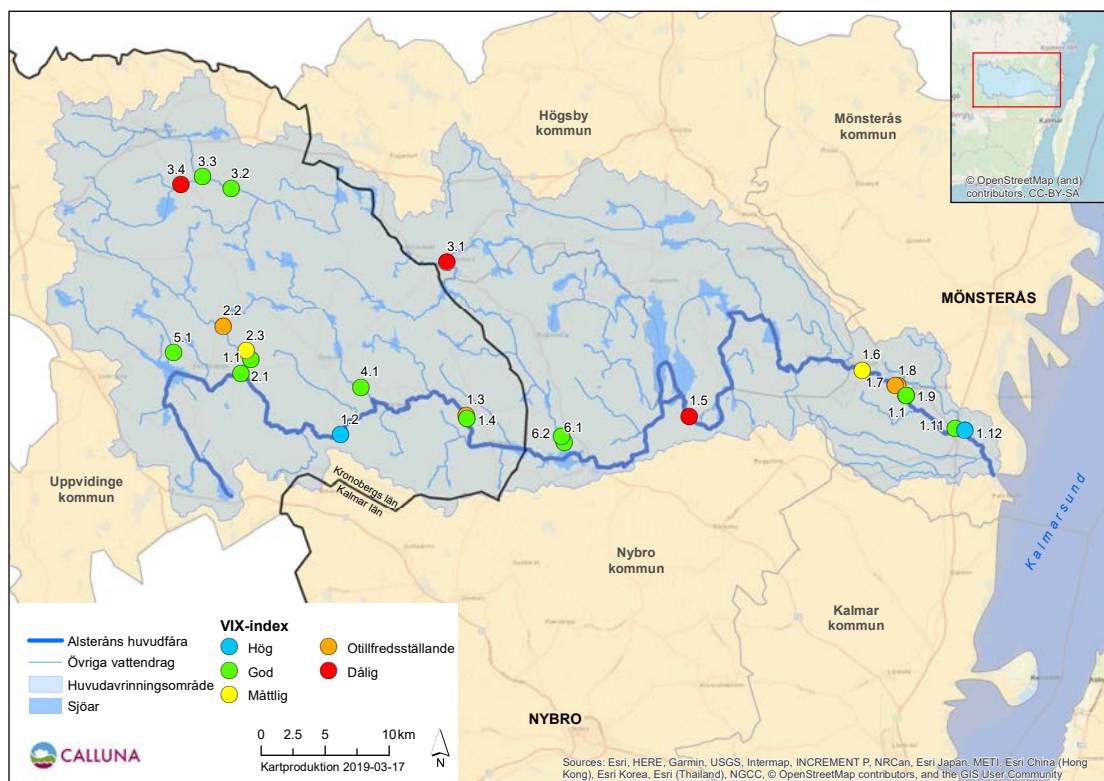 Högsby
kommun
Mönsterås
kommun
Kalmar
© OpenStreetMap (and)
contributors, CC-BY-SA
3.4
3.3
3.2
3.1
MÖNSTERÅS
2.2
2.3
5.1
1.1
2.1
4.1
1.2
1.3
1.4
6.2
6.1
1.5
1.6
1.7
1.8
1.9
1.1
1.11
1.12
Uppvidinge
kommun
Kronobergs län
Kalmar län
Nybro
kommun
Kalmar
kommun
Kalmarsund
NYBRO
Alsteråns huvudfåra
Övriga vattendrag
Huvudavrinningsområde
Sjöar
VIX-index
Hög
God
Måttlig
Otillfredsställande
Dålig
0 2.5 5 10 km
Kartproduktion 2019-03-17
N
CALLUNA
Sources: Esri, HERE, Garmin, USGS, Intermap, INCREMENT P, NRCan, Esri Japan, METI, Esri China (Hong
Kong), Esri Korea, Esri (Thailand), NGCC, © OpenStreetMap contributors, and the GIS User Community